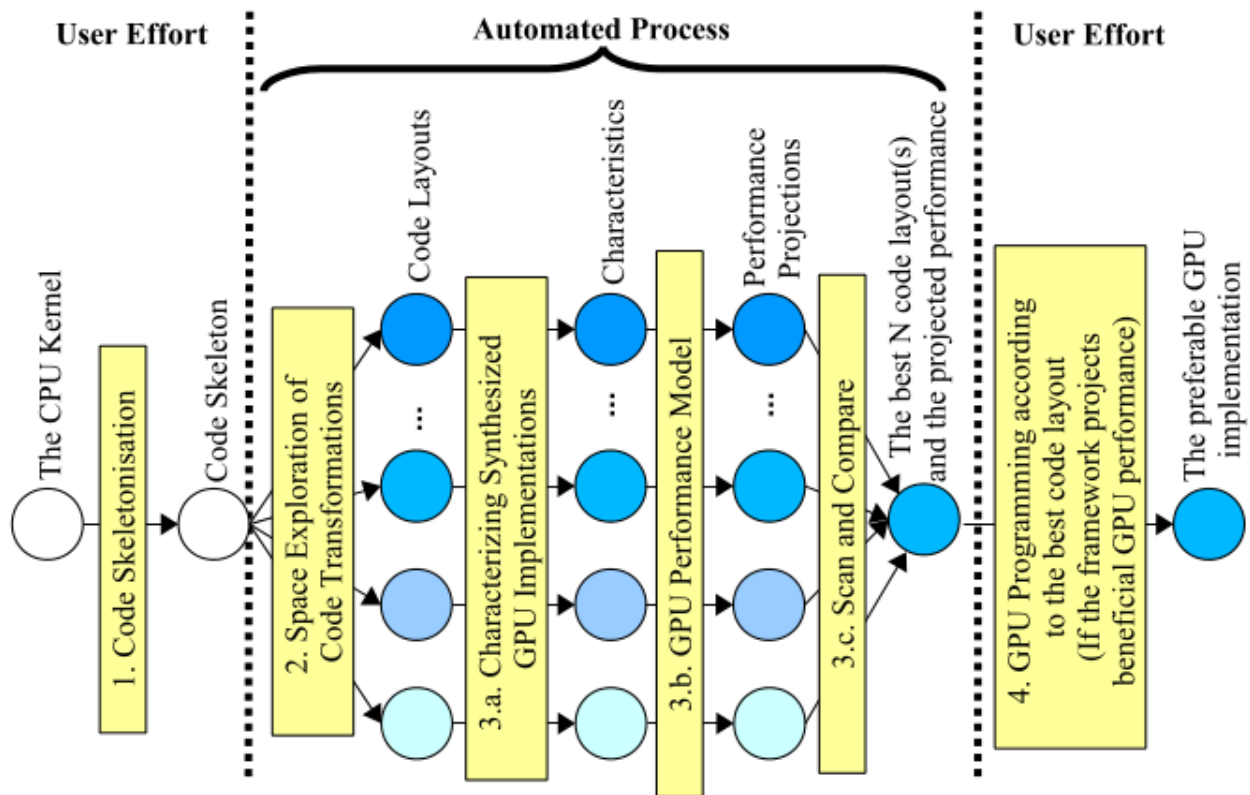 User Effort
Automated Process
User Effort
The CPU Kernel
1. Code Skeletonisation
Code Skeleton
2. Space Exploration of
Code Transformations
Code Layouts
...
3.a. Characterizing Synthesized
GPU Implementations
Characteristics
...
3.b. GPU Performance Model
Performance
Projections
...
3.c. Scan and Compare
The best N code layout(s)
and the projected performance
4. GPU Programming according
to the best code layout
(If the framework projects
beneficial GPU performance)
The preferable GPU
implementation